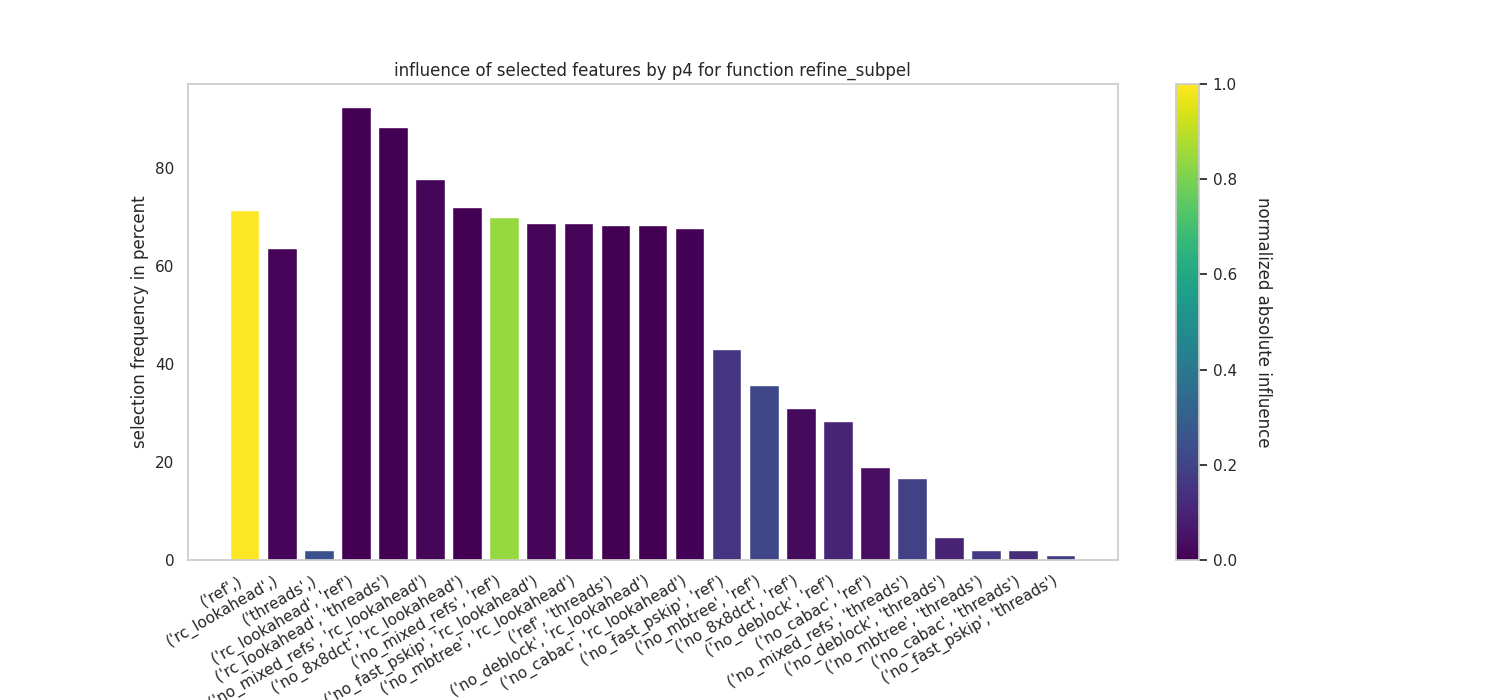 influence of selected features by p4 for function refine_subpel
selection frequency in percent
80
60
40
20
0
('ref',)
('rc_lookahead',)
('threads',)
('rc_lookahead', 'ref')
('rc_lookahead', 'threads')
('no_mixed_refs', 'rc_lookahead')
('no_8x8dct', 'rc_lookahead')
('no_mixed_refs', 'ref')
('no_fast_pskip', 'rc_lookahead')
('no_mbtree', 'rc_lookahead')
('ref', 'threads')
('no_deblock', 'rc_lookahead')
('no_cabac', 'rc_lookahead')
('no_fast_pskip', 'ref')
('no_mbtree', 'ref')
('no_8x8dct', 'ref')
('no_deblock', 'ref')
('no_cabac', 'ref')
('no_mixed_refs', 'threads')
('no_deblock', 'threads')
('no_mbtree', 'threads')
('no_cabac', 'threads')
('no_fast_pskip', 'threads')
1.0
0.8
0.6
0.4
0.2
0.0
normalized absolute influence